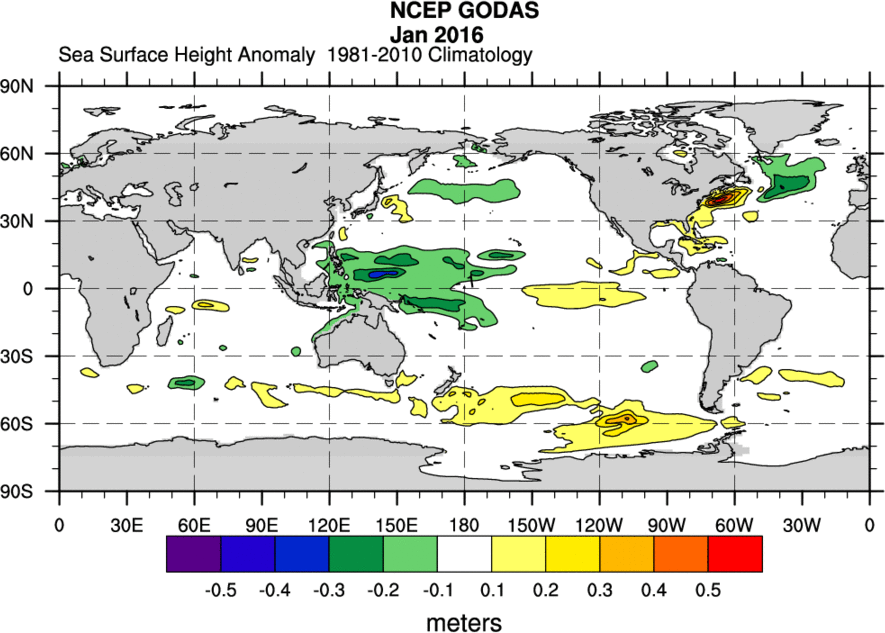 NCEP GODAS
Jan 2016
Sea Surface Height Anomaly 1981-2010 Climatology
90N
60N
30N
0
30S
60S
90S
0 30E 60E 90E 120E 150E 180 150W 120W 90W 60W 30W 0
-0.5 -0.4 -0.3 -0.2 -0.1 0.1 0.2 0.3 0.4 0.5
meters